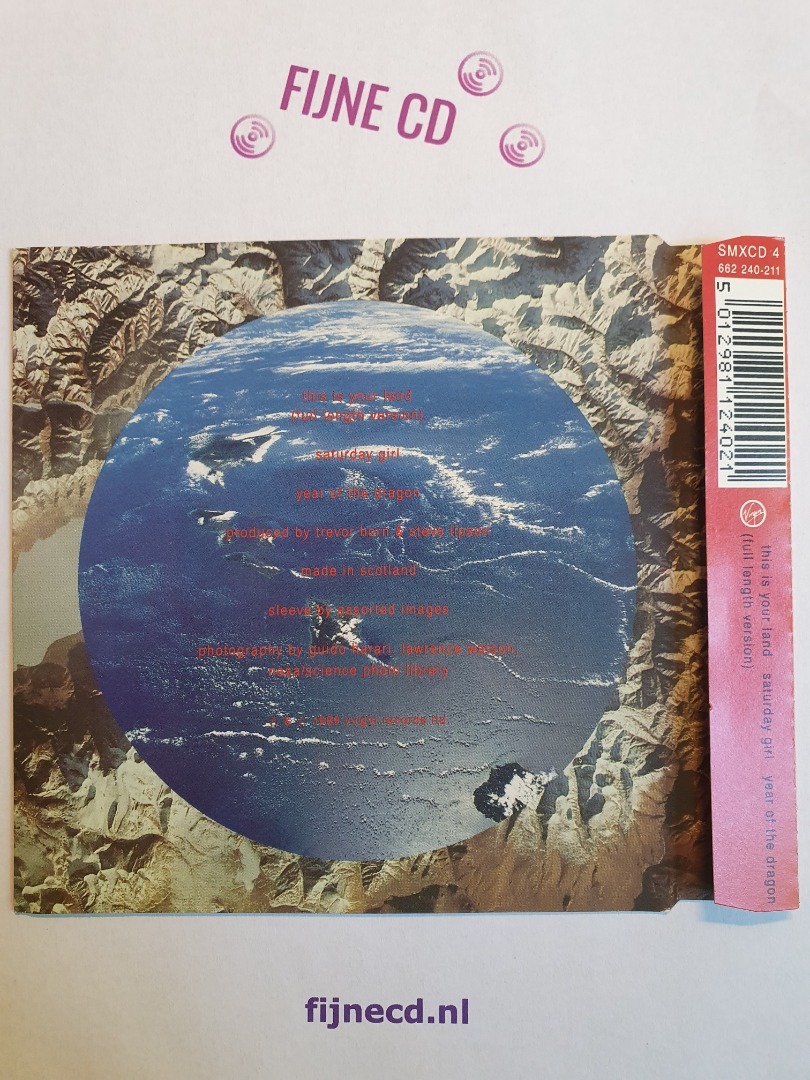 FIJNE CD
SMXCD 4
662 240-211
5 012981 124021
Virgin
this is your land saturday girl year of the dragon
(full length version)
this is your land
(full length version)
saturday girl
year of the dragon
produced by trevor horn & steve lipson
made in scotland
sleeve by assorted images
photography by guido harari, lawrence watson,
nasa/science photo library
1989 virgin records ltd
fijnecd.nl